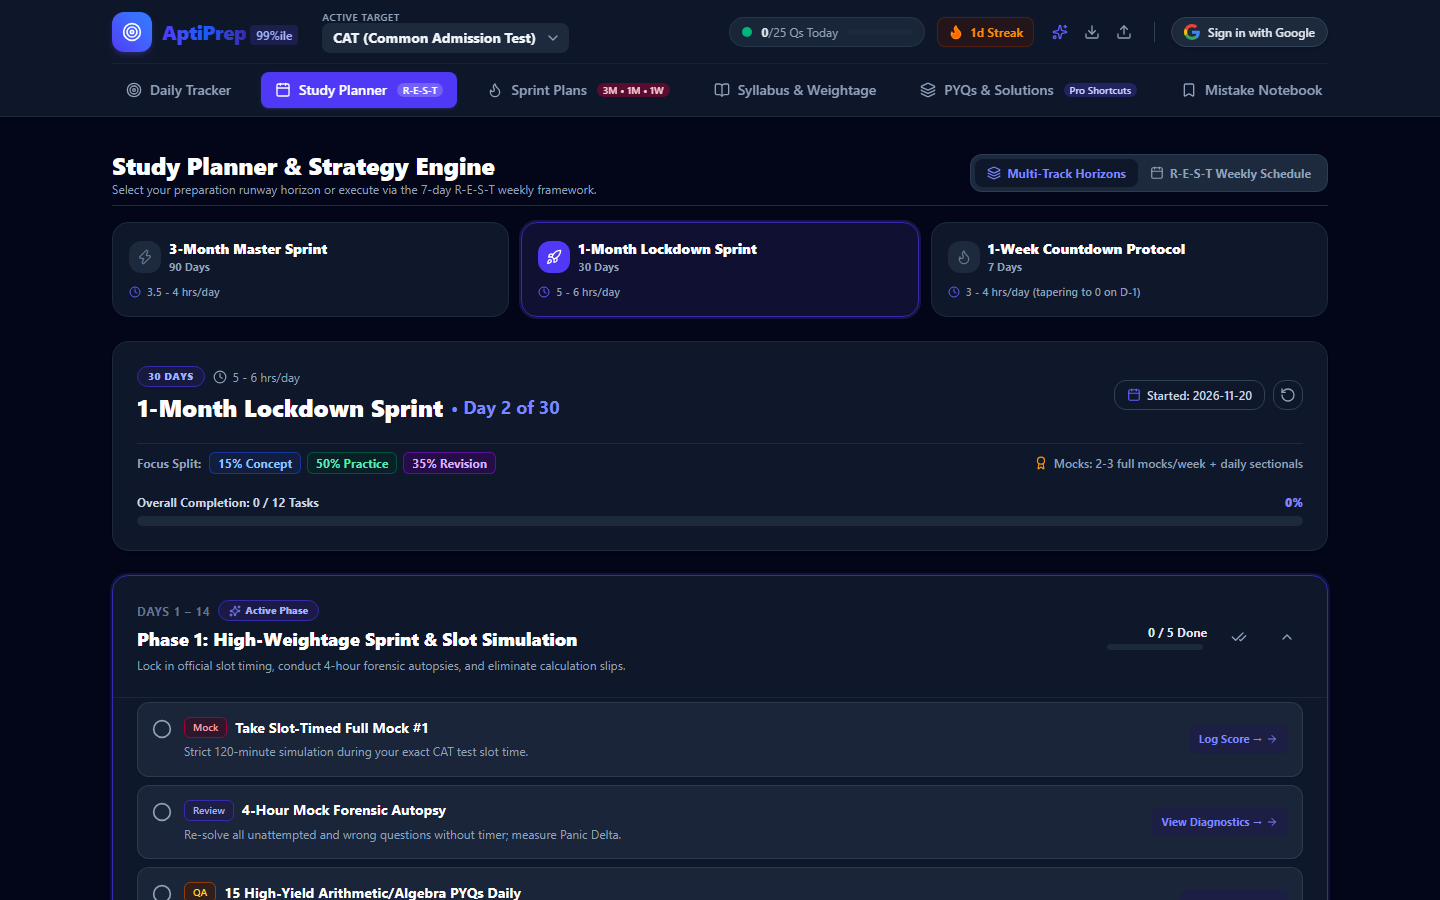 AptiPrep 99%ile
ACTIVE TARGET
CAT (Common Admission Test)
0/25 Qs Today
1d Streak
Sign in with Google
Daily Tracker
Study Planner R-E-S-T
Sprint Plans 3M • 1M • 1W
Syllabus & Weightage
PYQs & Solutions Pro Shortcuts
Mistake Notebook
Study Planner & Strategy Engine
Select your preparation runway horizon or execute via the 7-day R-E-S-T weekly framework.
Multi-Track Horizons
R-E-S-T Weekly Schedule
3-Month Master Sprint
90 Days
3.5 - 4 hrs/day
1-Month Lockdown Sprint
30 Days
5 - 6 hrs/day
1-Week Countdown Protocol
7 Days
3 - 4 hrs/day (tapering to 0 on D-1)
30 DAYS 5 - 6 hrs/day
1-Month Lockdown Sprint • Day 2 of 30
Started: 2026-11-20
Focus Split: 15% Concept 50% Practice 35% Revision
Mocks: 2-3 full mocks/week + daily sectionals
Overall Completion: 0 / 12 Tasks
0%
DAYS 1 – 14 Active Phase
Phase 1: High-Weightage Sprint & Slot Simulation
Lock in official slot timing, conduct 4-hour forensic autopsies, and eliminate calculation slips.
0 / 5 Done
Mock Take Slot-Timed Full Mock #1
Strict 120-minute simulation during your exact CAT test slot time.
Log Score → →
Review 4-Hour Mock Forensic Autopsy
Re-solve all unattempted and wrong questions without timer; measure Panic Delta.
View Diagnostics → →
QA 15 High-Yield Arithmetic/Algebra PYQs Daily